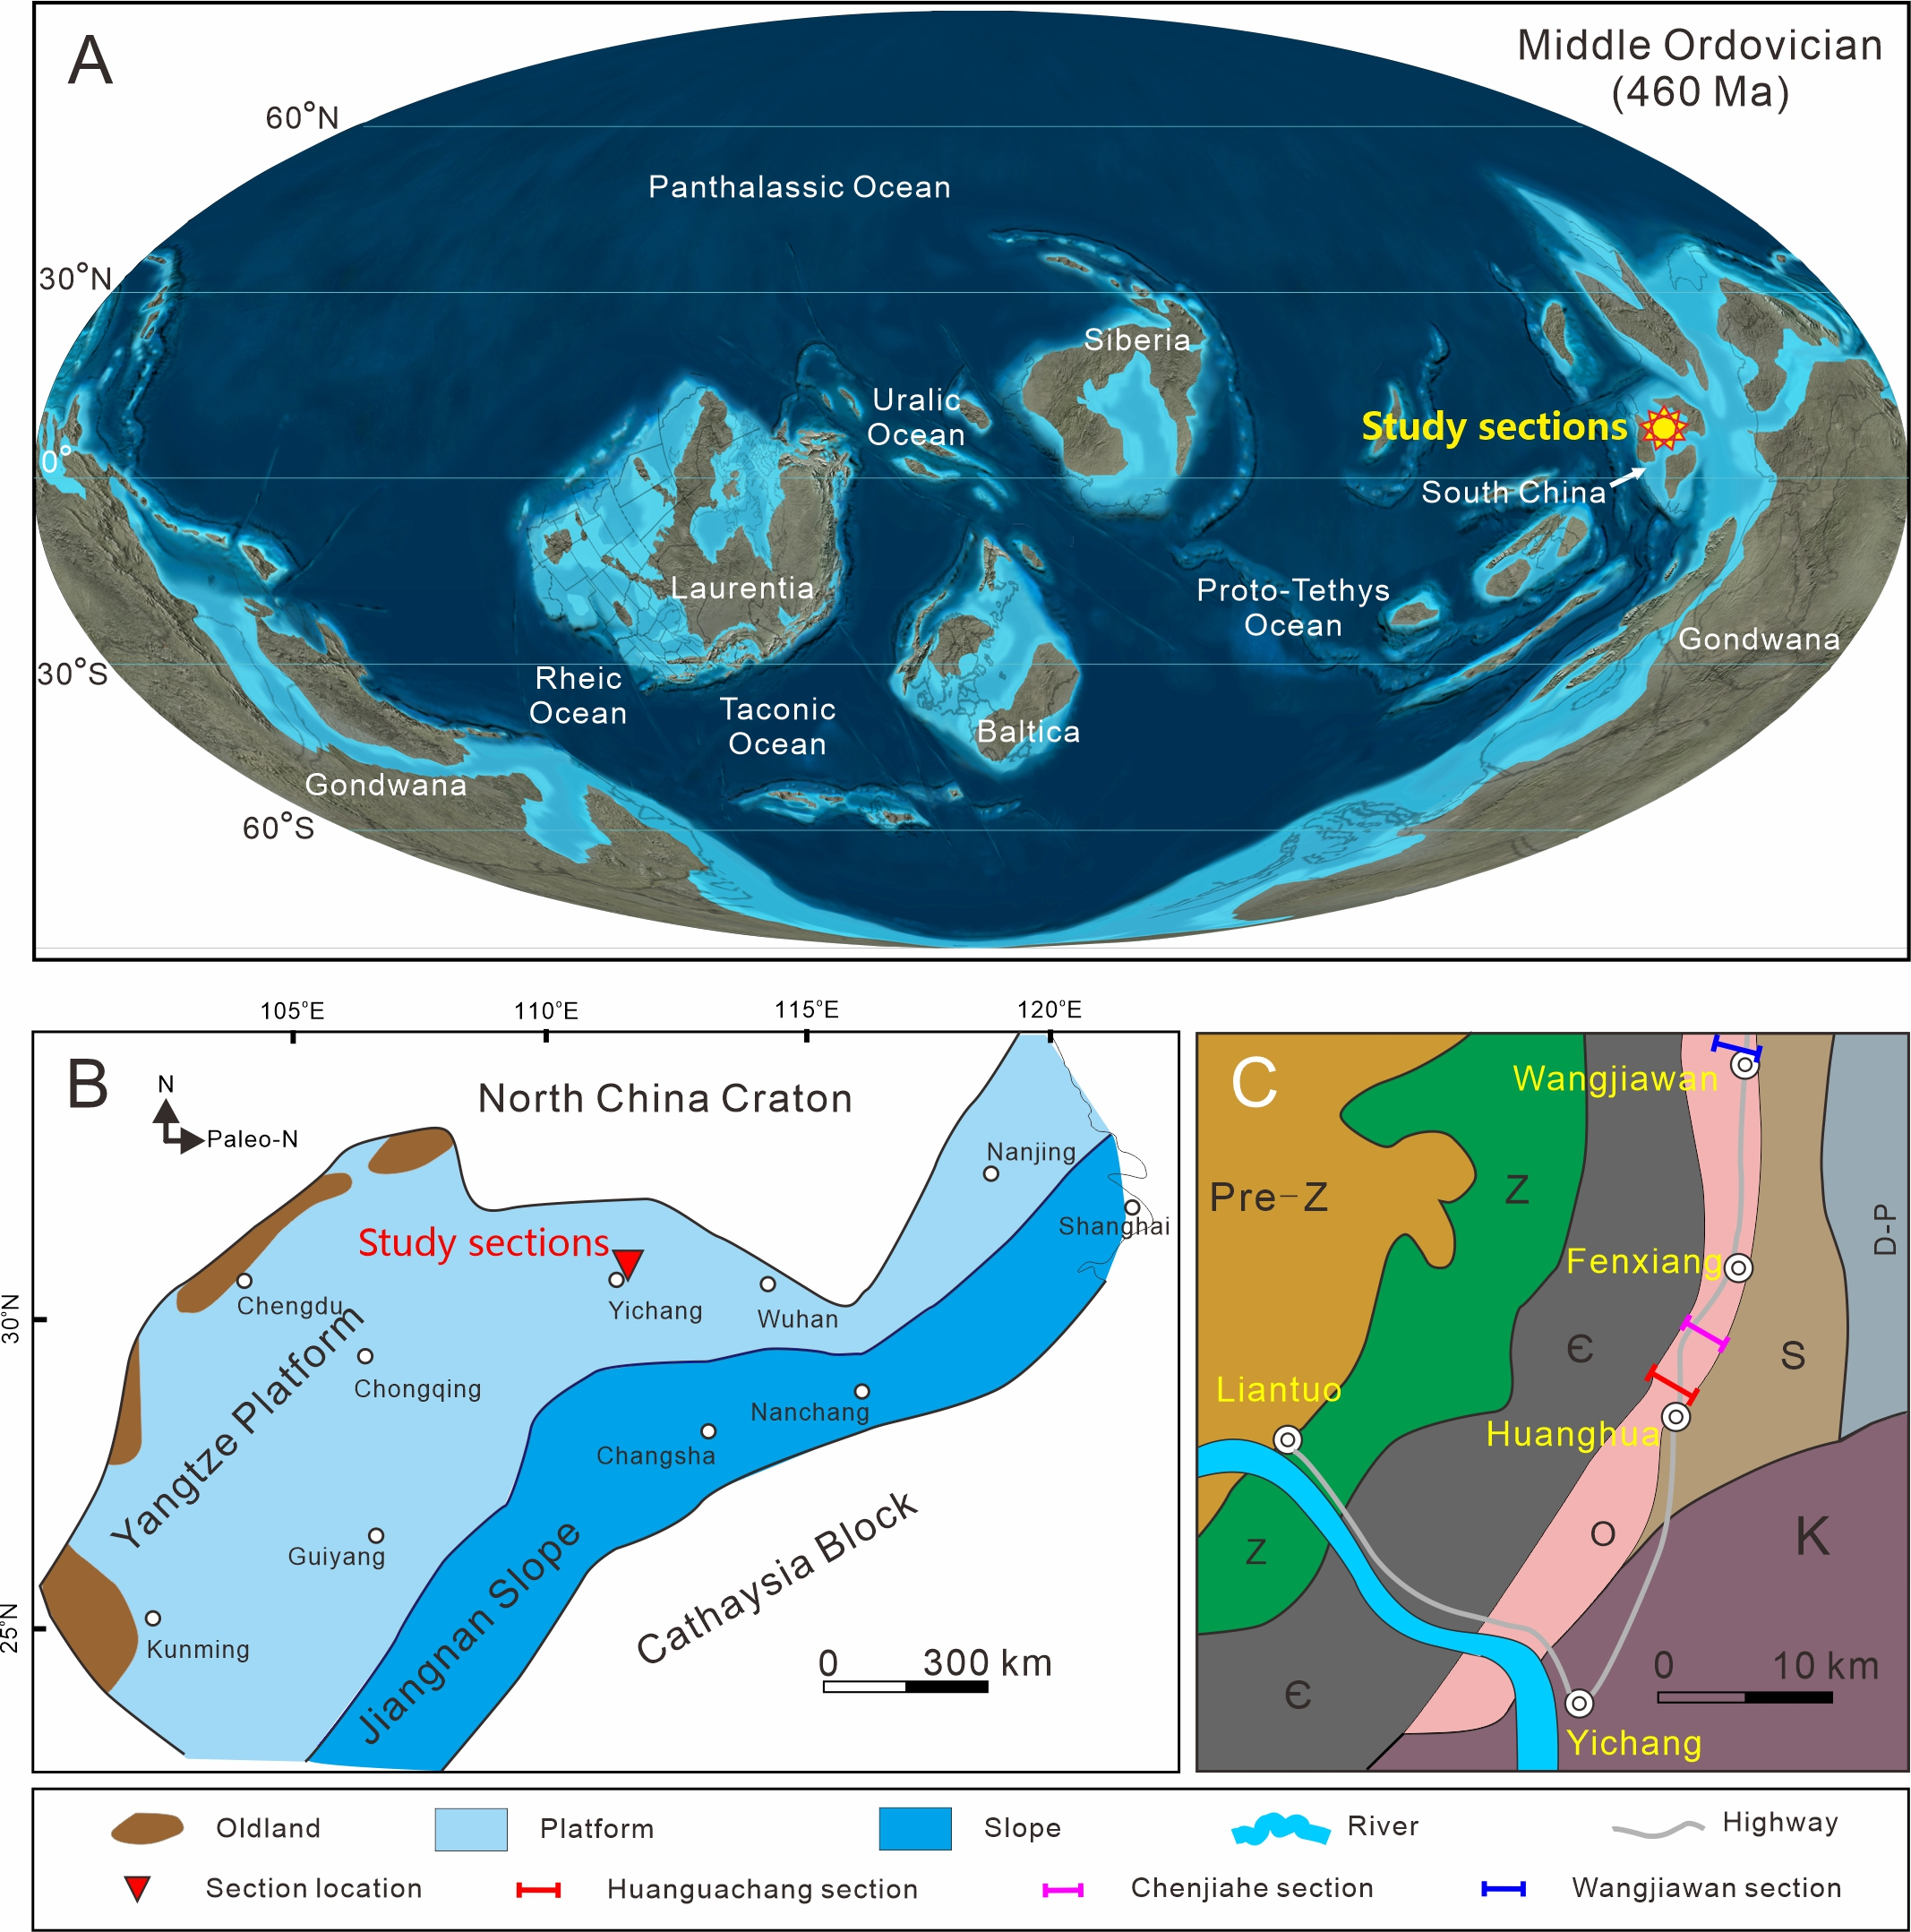 A
Middle Ordovician
(460 Ma)
60°N
Panthalassic Ocean
30°N
Siberia
Uralic
Ocean
Study sections
0°
South China
Laurentia
Proto-Tethys
Ocean
Gondwana
30°S
Rheic
Ocean
Taconic
Ocean
Baltica
Gondwana
60°S
105°E
110°E
115°E
120°E
B
N
Paleo-N
North China Craton
Nanjing
Shanghai
Study sections
Chengdu
Yichang
Wuhan
30°N
Yangtze Platform
Chongqing
Nanchang
Changsha
Guiyang
Jiangnan Slope
Cathaysia Block
25°N
Kunming
0 300 km
C
Wangjiawan
Pre-Z
Z
D-P
Fenxiang
Є
S
Liantuo
Huanghua
O
K
Z
0 10 km
Є
Yichang
Oldland
Platform
Slope
River
Highway
Section location
Huanguachang section
Chenjiahe section
Wangjiawan section